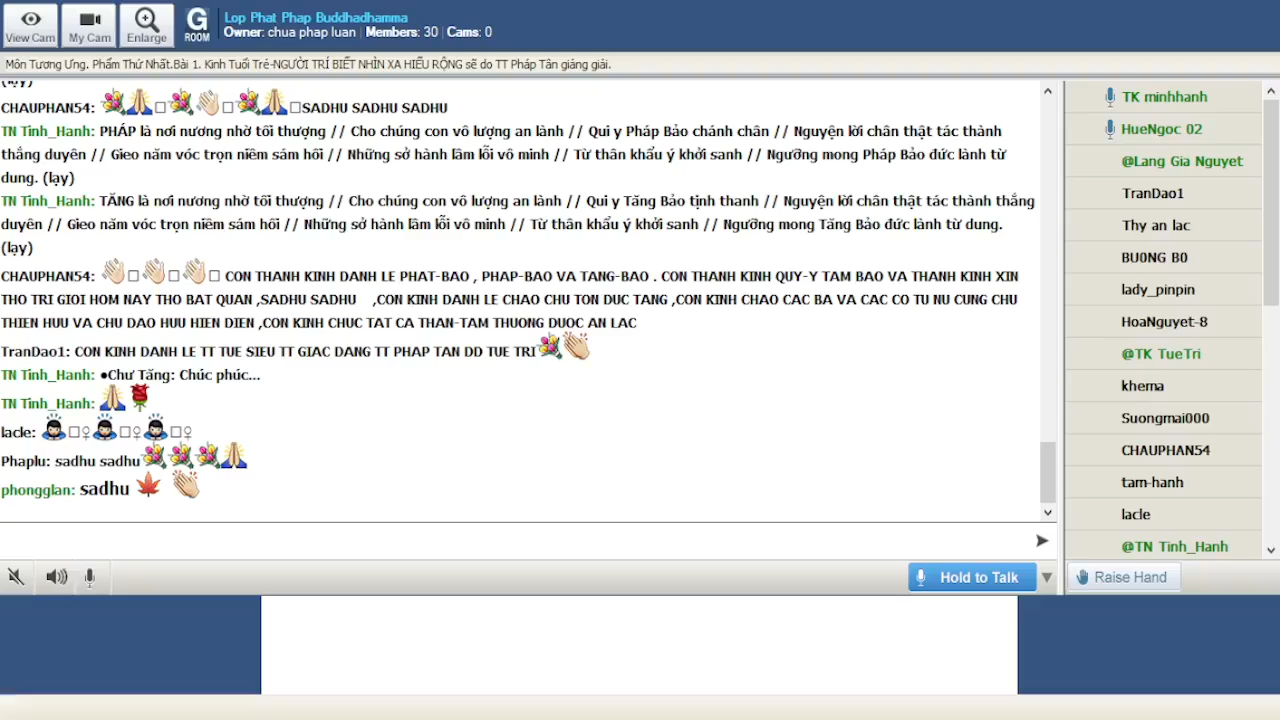 View Cam
My Cam
Enlarge
G
ROOM
Lop Phat Phap Buddhadhamma
Owner: chua phap luan | Members: 30 | Cams: 0
Môn Tương Ưng. Phẩm Thứ Nhất.Bài 1. Kinh Tuổi Trẻ-NGƯỜI TRÍ BIẾT NHÌN XA HIỂU RỘNG sẽ do TT Pháp Tân giảng giải.
(lạy)
CHAUPHAN54: SADHU SADHU SADHU
TN Tinh_Hanh: PHÁP là nơi nương nhờ tối thượng // Cho chúng con vô lượng an lành // Qui y Pháp Bảo chánh chân // Nguyện lời chân thật tác thành
thắng duyên // Gieo năm vóc trọn niềm sám hối // Những sở hành lầm lỗi vô minh // Từ thân khẩu ý khởi sanh // Ngưỡng mong Pháp Bảo đức lành từ
dung. (lạy)
TN Tinh_Hanh: TĂNG là nơi nương nhờ tối thượng // Cho chúng con vô lượng an lành // Qui y Tăng Bảo tịnh thanh // Nguyện lời chân thật tác thành thắng
duyên // Gieo năm vóc trọn niềm sám hối // Những sở hành lầm lỗi vô minh // Từ thân khẩu ý khởi sanh // Ngưỡng mong Tăng Bảo đức lành từ dung.
(lạy)
CHAUPHAN54: CON THANH KINH DANH LE PHAT-BAO , PHAP-BAO VA TANG-BAO . CON THANH KINH QUY-Y TAM BAO VA THANH KINH XIN
THO TRI GIOI HOM NAY THO BAT QUAN ,SADHU SADHU ,CON KINH DANH LE CHAO CHU TON DUC TANG ,CON KINH CHAO CAC BA VA CAC CO TU NU CUNG CHU
THIEN HUU VA CHU DAO HUU HIEN DIEN ,CON KINH CHUC TAT CA THAN-TAM THUONG DUOC AN LAC
TranDao1: CON KINH DANH LE TT TUE SIEU TT GIAC DANG TT PHAP TAN DD TUE TRI
TN Tinh_Hanh: ●Chư Tăng: Chúc phúc...
TN Tinh_Hanh:
lacle: ♀ ♀ ♀
Phaplu: sadhu sadhu
phongglan: sadhu
Hold to Talk
TK minhhanh
HueNgoc 02
@Lang Gia Nguyet
TranDao1
Thy an lac
BU0NG B0
lady_pinpin
HoaNguyet-8
@TK TueTri
khema
Suongmai000
CHAUPHAN54
tam-hanh
lacle
@TN Tinh_Hanh
Raise Hand